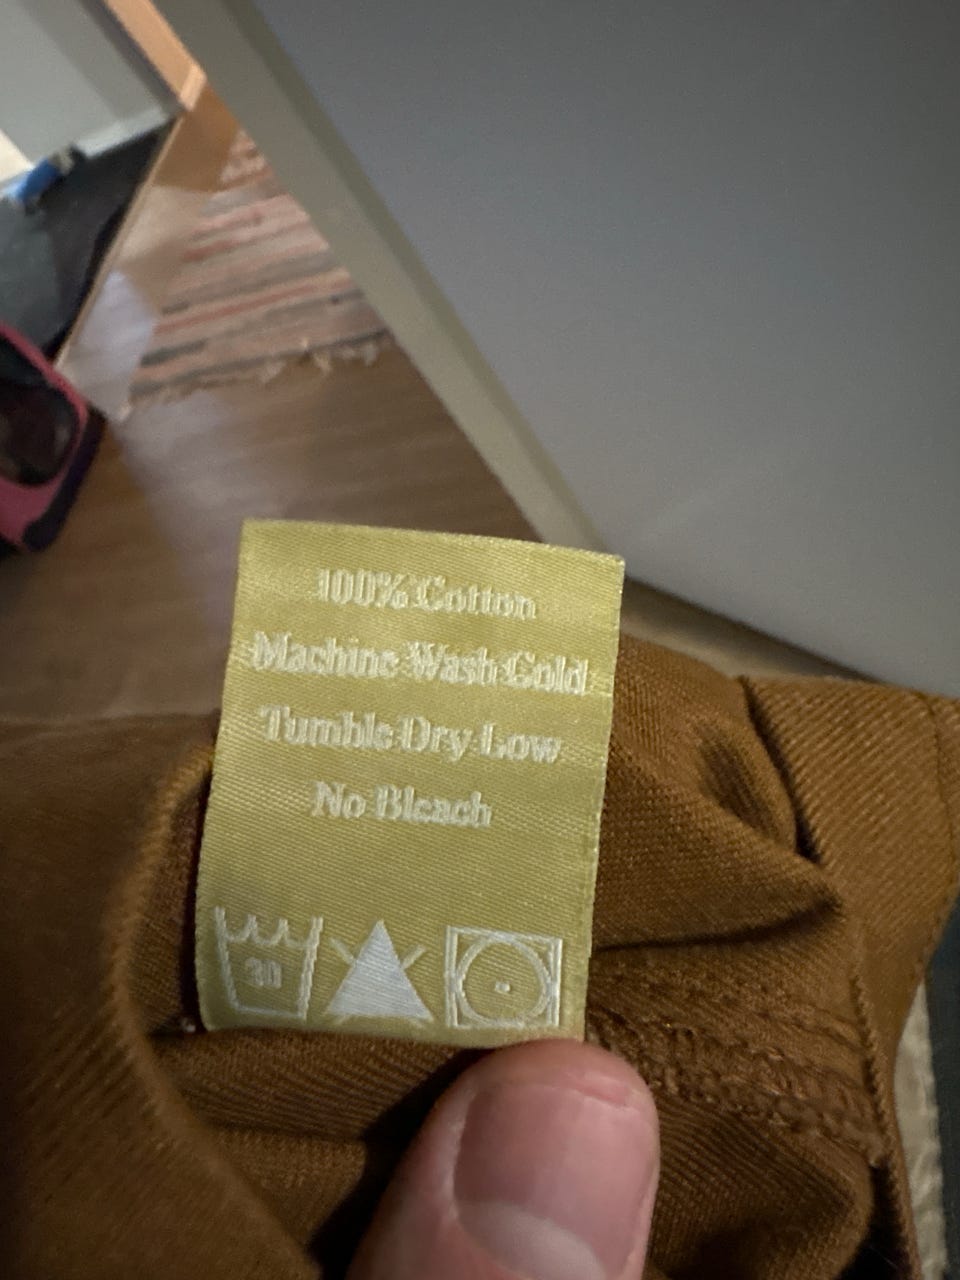 100% Cotton
Machine Wash Cold
Tumble Dry Low
No Bleach
30